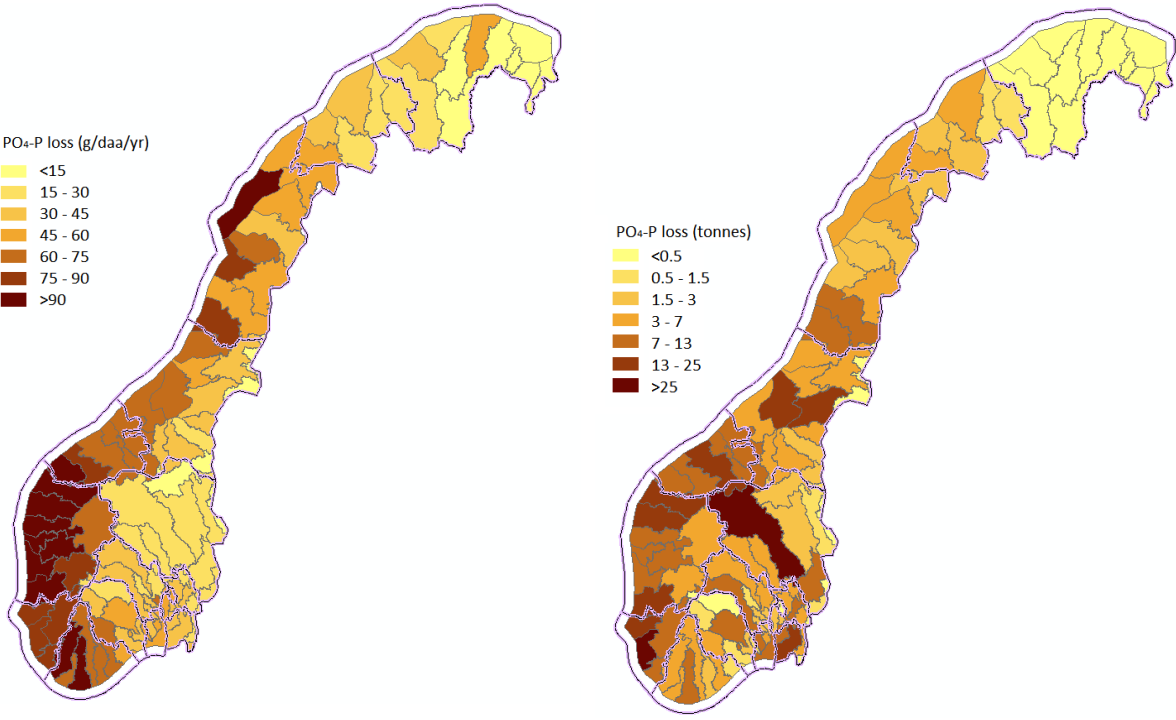 PO₄-P loss (g/daa/yr)
<15
15 - 30
30 - 45
45 - 60
60 - 75
75 - 90
>90
PO₄-P loss (tonnes)
<0.5
0.5 - 1.5
1.5 - 3
3 - 7
7 - 13
13 - 25
>25